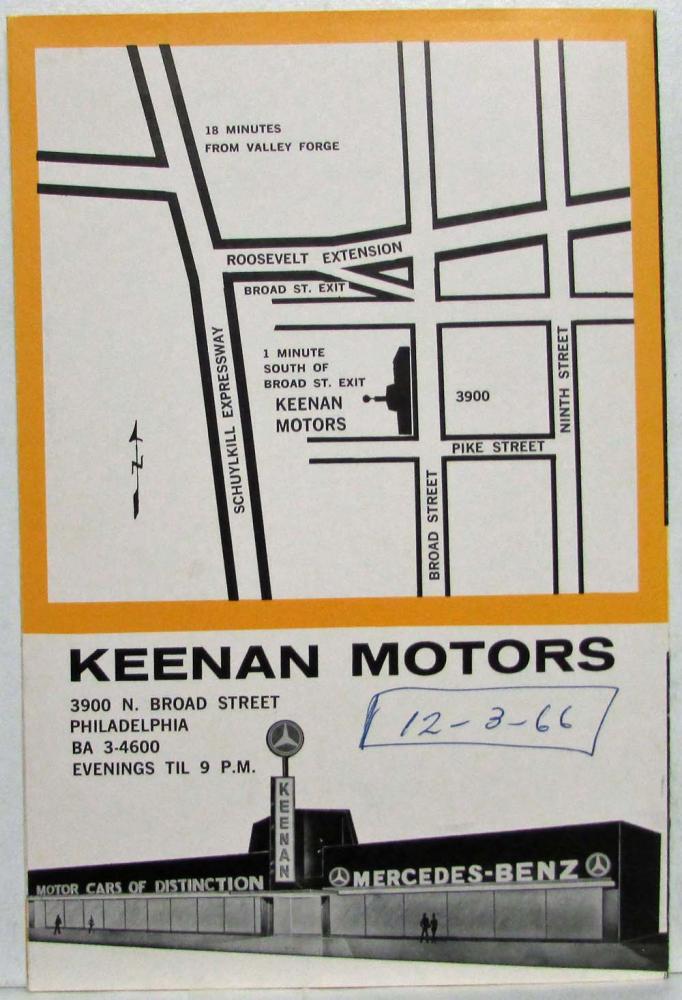 18 MINUTES
FROM VALLEY FORGE
ROOSEVELT EXTENSION
BROAD ST. EXIT
SCHUYLKILL EXPRESSWAY
1 MINUTE
SOUTH OF
BROAD ST. EXIT
KEENAN
MOTORS
3900
NINTH STREET
PIKE STREET
BROAD STREET
N
KEENAN MOTORS
3900 N. BROAD STREET
PHILADELPHIA
BA 3-4600
EVENINGS TIL 9 P.M.
12-3-66
KEENAN
MOTOR CARS OF DISTINCTION
MERCEDES-BENZ